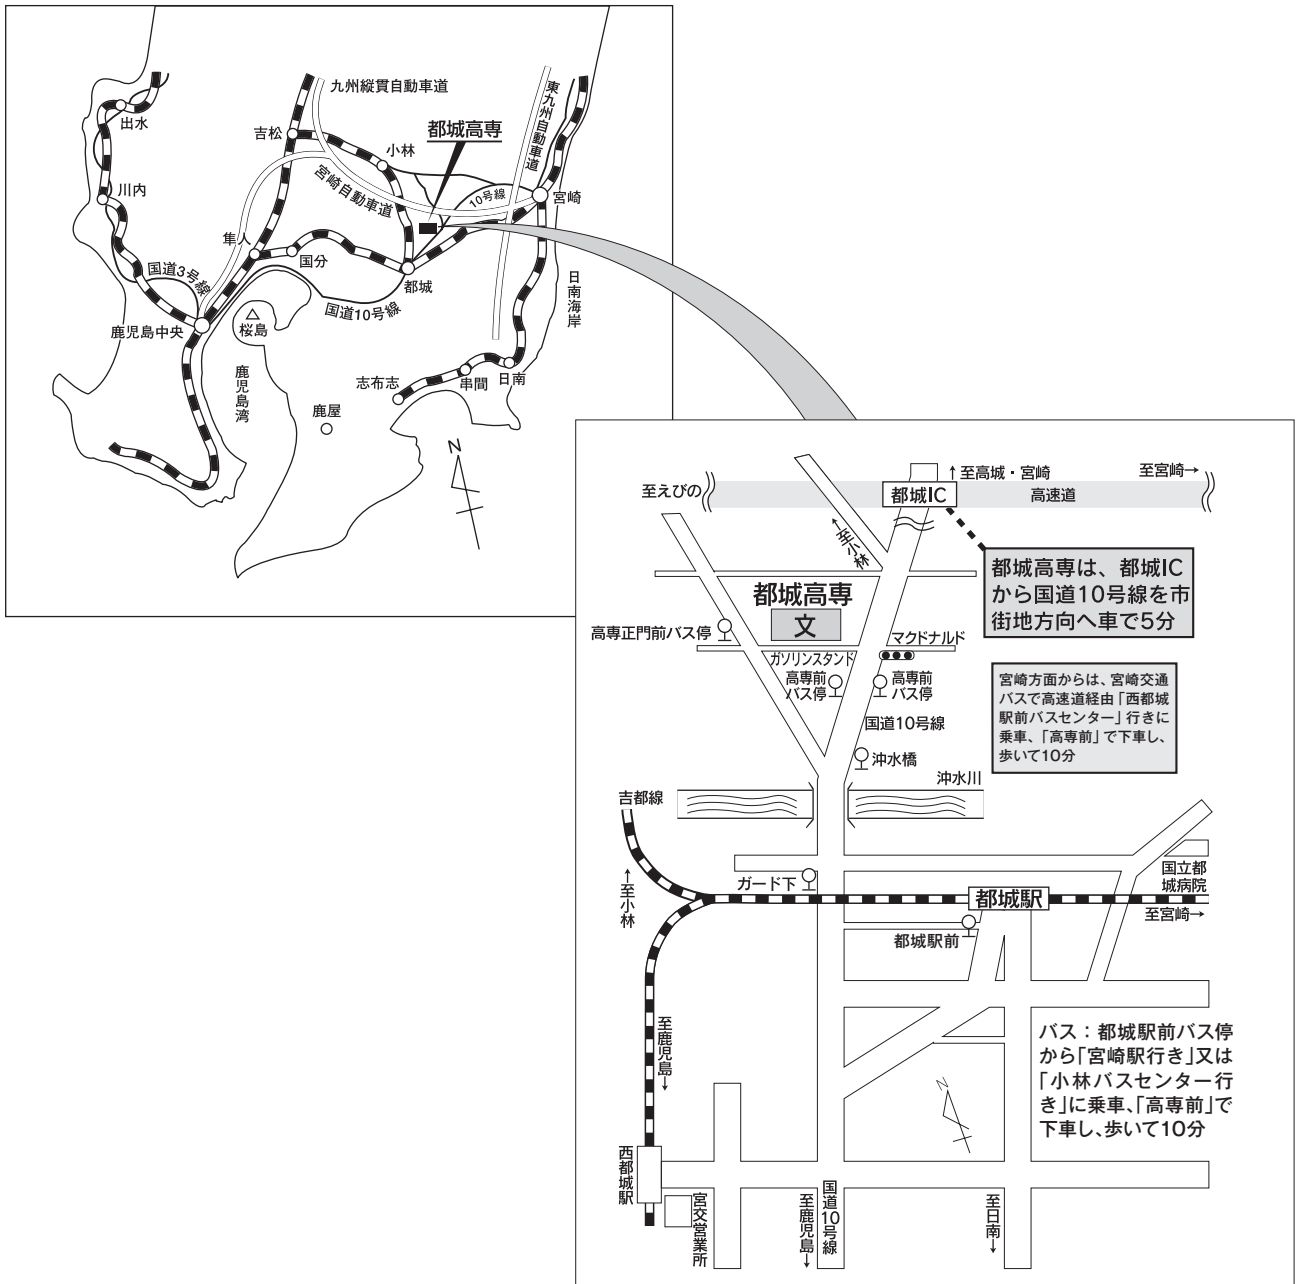 九州縦貫自動車道
東九州自動車道
出水
吉松
都城高専
小林
宮崎自動車道
10号線
宮崎
川内
隼人
国分
都城
国道3号線
国道10号線
日南海岸
鹿児島中央
桜島
鹿児島湾
志布志
串間
日南
鹿屋
N
↑至高城・宮崎
至宮崎→
至えびの
都城IC
高速道
↑至小林
都城高専は、都城IC
から国道10号線を市
街地方向へ車で5分
都城高専
文
高専正門前バス停
マクドナルド
ガソリンスタンド
高専前
バス停
高専前
バス停
宮崎方面からは、宮崎交通
バスで高速道経由「西都城
駅前バスセンター」行きに
乗車、「高専前」で下車し、
歩いて10分
国道10号線
沖水橋
沖水川
吉都線
↑至小林
ガード下
国立都
城病院
都城駅
至宮崎→
都城駅前
至鹿児島→
バス：都城駅前バス停
から「宮崎駅行き」又は
「小林バスセンター行
き」に乗車、「高専前」で
下車し、歩いて10分
N
西都城駅
宮交営業所
至鹿児島→
国道10号線
至日南→